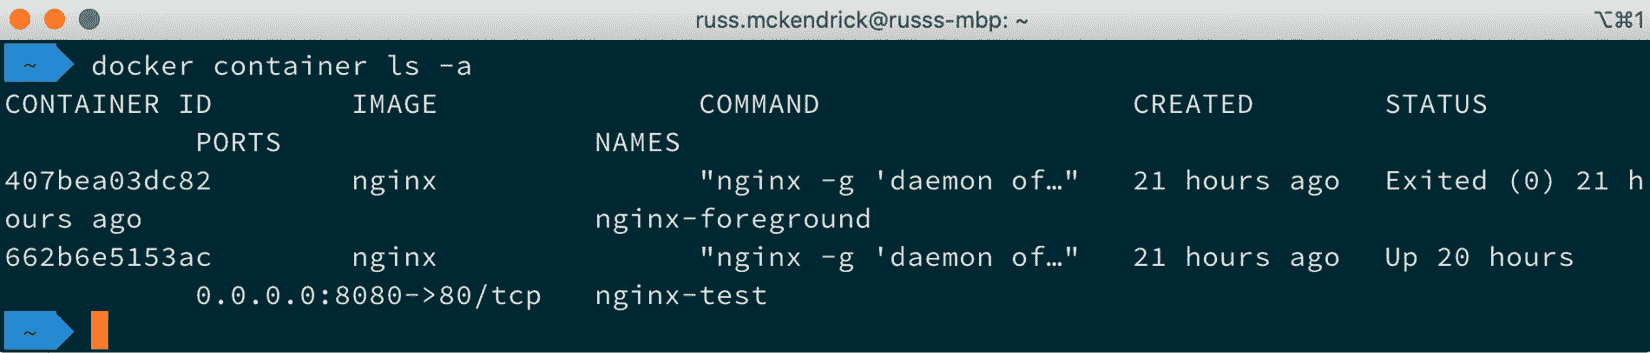 russ.mckendrick@russs-mbp: ~ ⌥⌘1
~ docker container ls -a
CONTAINER ID IMAGE COMMAND CREATED STATUS
PORTS NAMES
407bea03dc82 nginx "nginx -g 'daemon of…" 21 hours ago Exited (0) 21 h
ours ago nginx-foreground
662b6e5153ac nginx "nginx -g 'daemon of…" 21 hours ago Up 20 hours
0.0.0.0:8080->80/tcp nginx-test
~